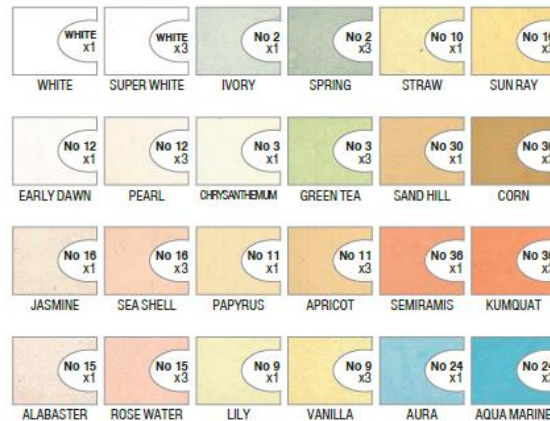 WHITE x1
WHITE x3
No 2 x1
No 2 x3
No 10 x1
No 10
WHITE
SUPER WHITE
IVORY
SPRING
STRAW
SUN RAY
No 12 x1
No 12 x3
No 3 x1
No 3 x3
No 30 x1
EARLY DAWN
PEARL
CHRYSANTHEMUM
GREEN TEA
SAND HILL
CORN
No 16 x1
No 16 x3
No 11 x1
No 11 x3
No 36 x1
JASMINE
SEA SHELL
PAPYRUS
APRICOT
SEMIRAMIS
KUMQUAT
No 15 x1
No 15 x3
No 9 x1
No 9 x3
No 24 x1
ALABASTER
ROSE WATER
LILY
VANILLA
AURA
AQUA MARINE